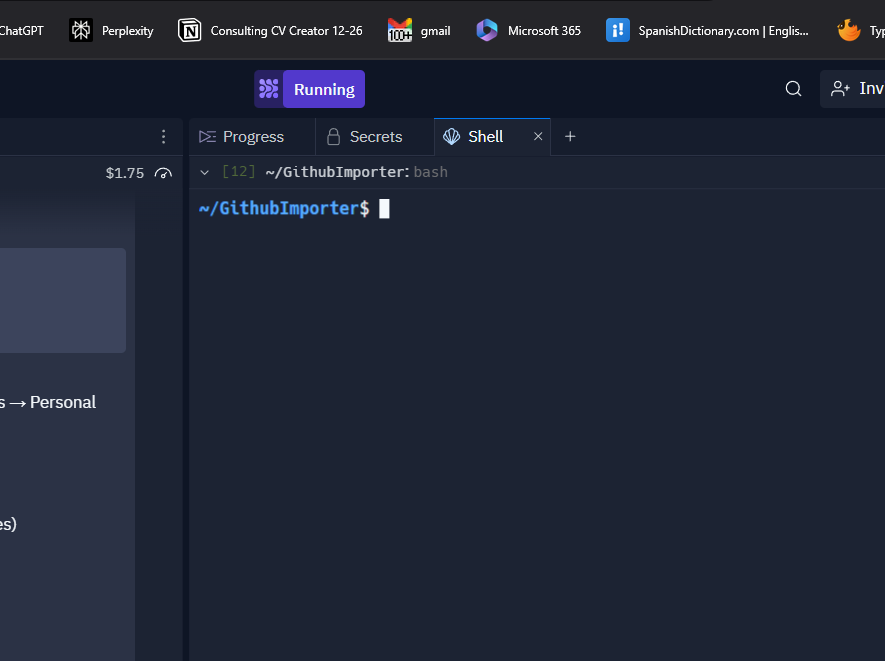 ChatGPT
Perplexity
Consulting CV Creator 12-26
100+
gmail
Microsoft 365
SpanishDictionary.com | Englis...
Typ
Running
Inv
$1.75
Progress
Secrets
Shell
[12] ~/GithubImporter: bash
~/GithubImporter$
s → Personal
es)